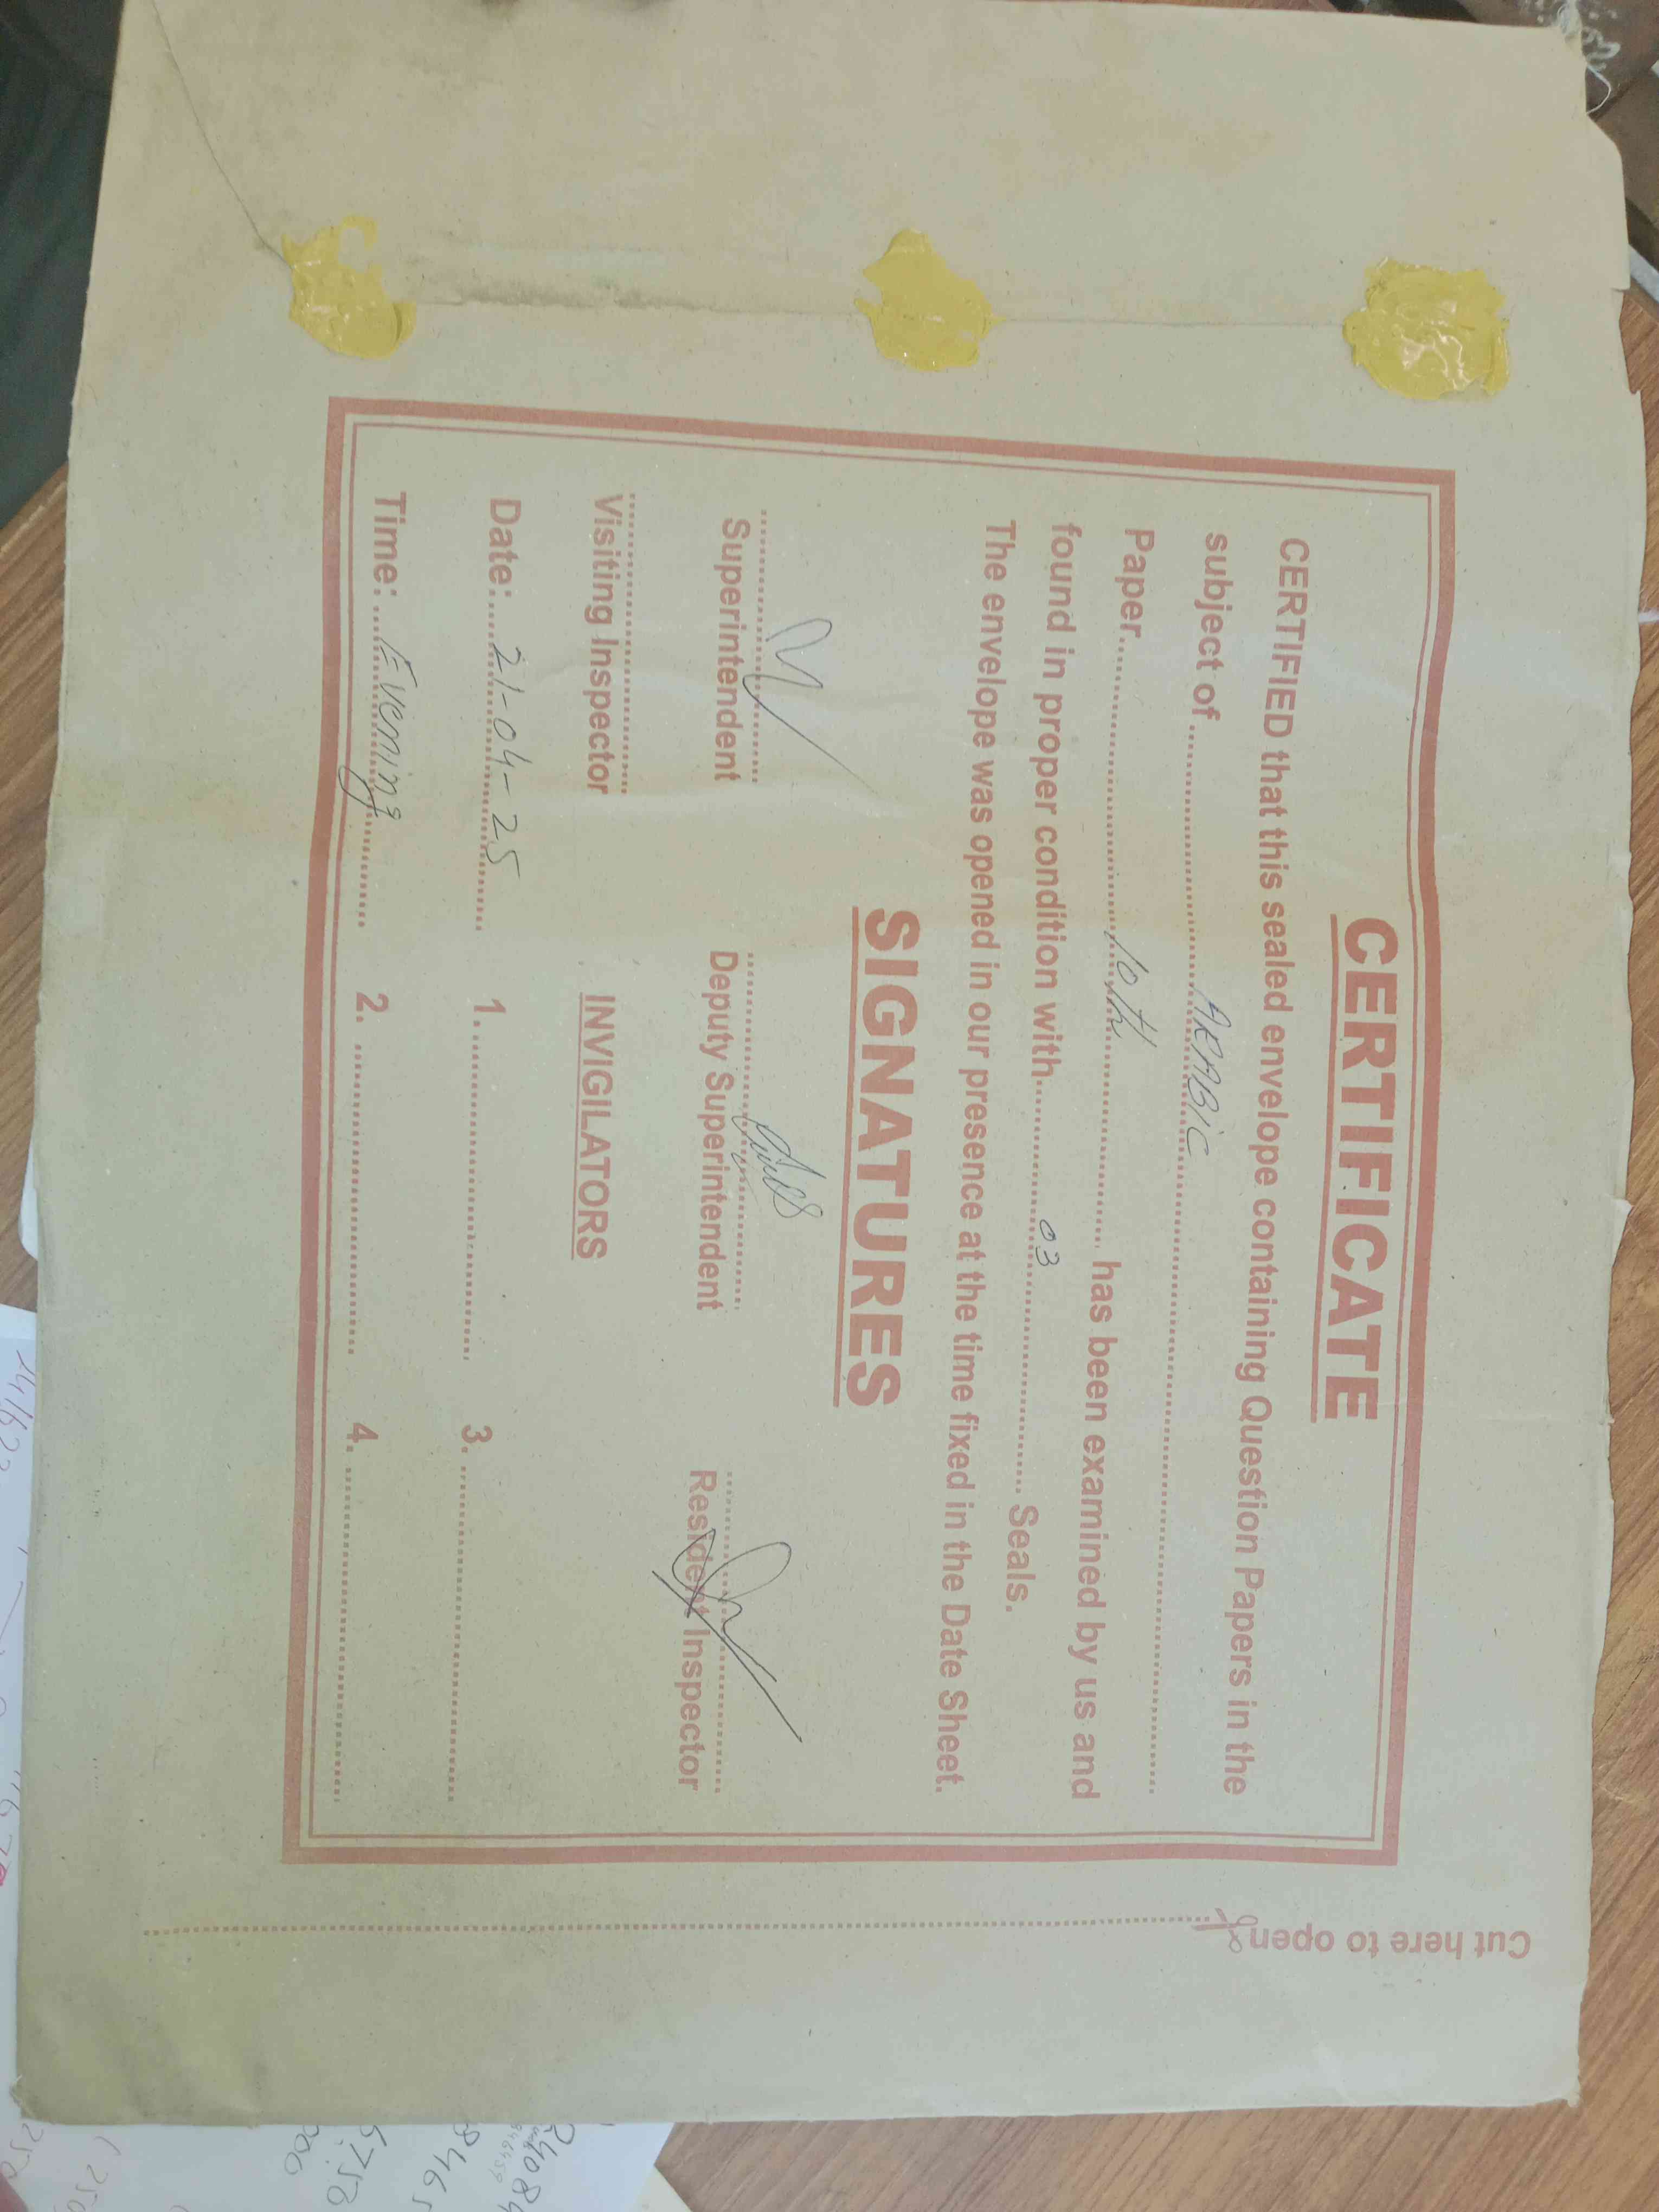 CERTIFICATE
CERTIFIED that this sealed envelope containing Question Papers in the
subject of ........ ARABIC ........
Paper........ 10th ........ has been examined by us and
found in proper condition with........ 03 ........ Seals.
The envelope was opened in our presence at the time fixed in the Date Sheet.
SIGNATURES
Superintendent Deputy Superintendent Resident Inspector
Visiting Inspector INVIGILATORS
Date:.... 21-04-25 .... 1......... 3. ........
Time: .... Evening .... 2. ........ 4. ........
Cut here to open